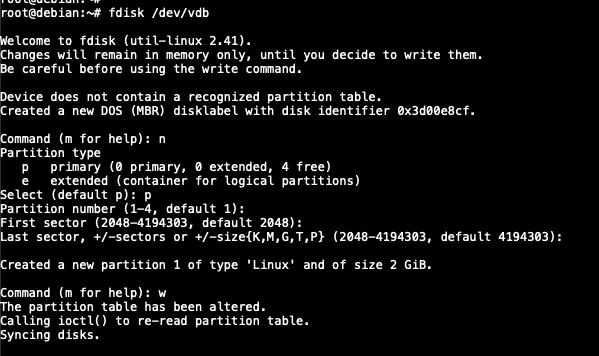 root@debian:~#
root@debian:~# fdisk /dev/vdb
Welcome to fdisk (util-linux 2.41).
Changes will remain in memory only, until you decide to write them.
Be careful before using the write command.
Device does not contain a recognized partition table.
Created a new DOS (MBR) disklabel with disk identifier 0x3d00e8cf.
Command (m for help): n
Partition type
   p   primary (0 primary, 0 extended, 4 free)
   e   extended (container for logical partitions)
Select (default p): p
Partition number (1-4, default 1):
First sector (2048-4194303, default 2048):
Last sector, +/-sectors or +/-size{K,M,G,T,P} (2048-4194303, default 4194303):
Created a new partition 1 of type 'Linux' and of size 2 GiB.
Command (m for help): w
The partition table has been altered.
Calling ioctl() to re-read partition table.
Syncing disks.